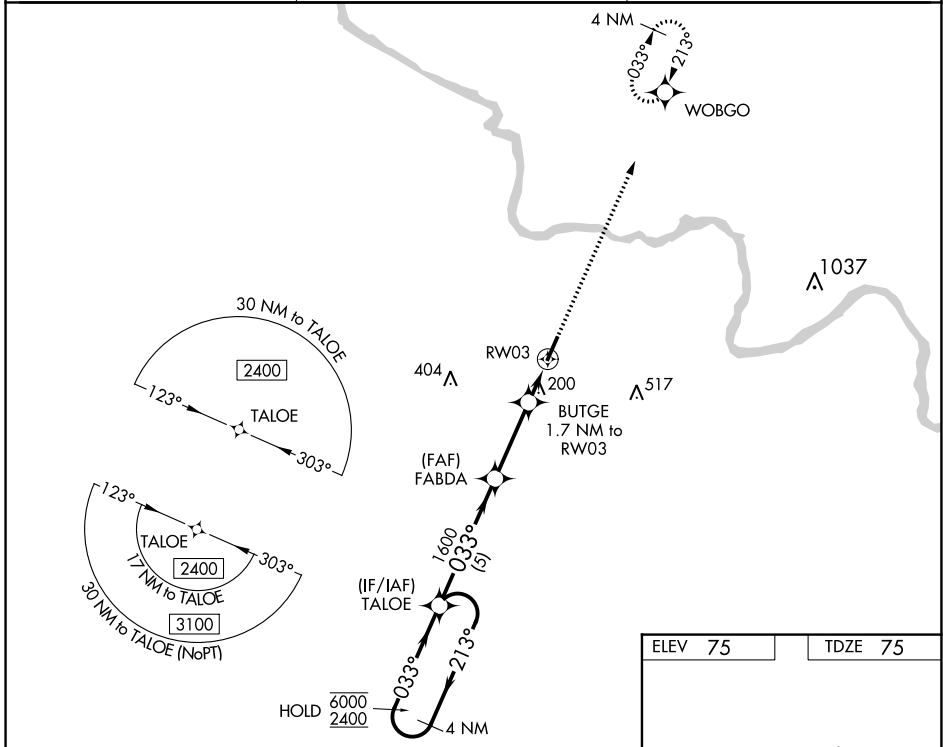 4 NM
033°
213°
WOBGO
1037
30 NM to TALOE
2400
123°
TALOE
303°
RW03
404
200
517
BUTGE
1.7 NM to
RW03
(FAF)
FABDA
123°
TALOE
303°
2400
17 NM to TALOE
3100
30 NM to TALOE (NoPT)
1600
033°
(5)
(IF/IAF)
TALOE
033°
213°
HOLD 6000
2400
4 NM
ELEV 75
TDZE 75